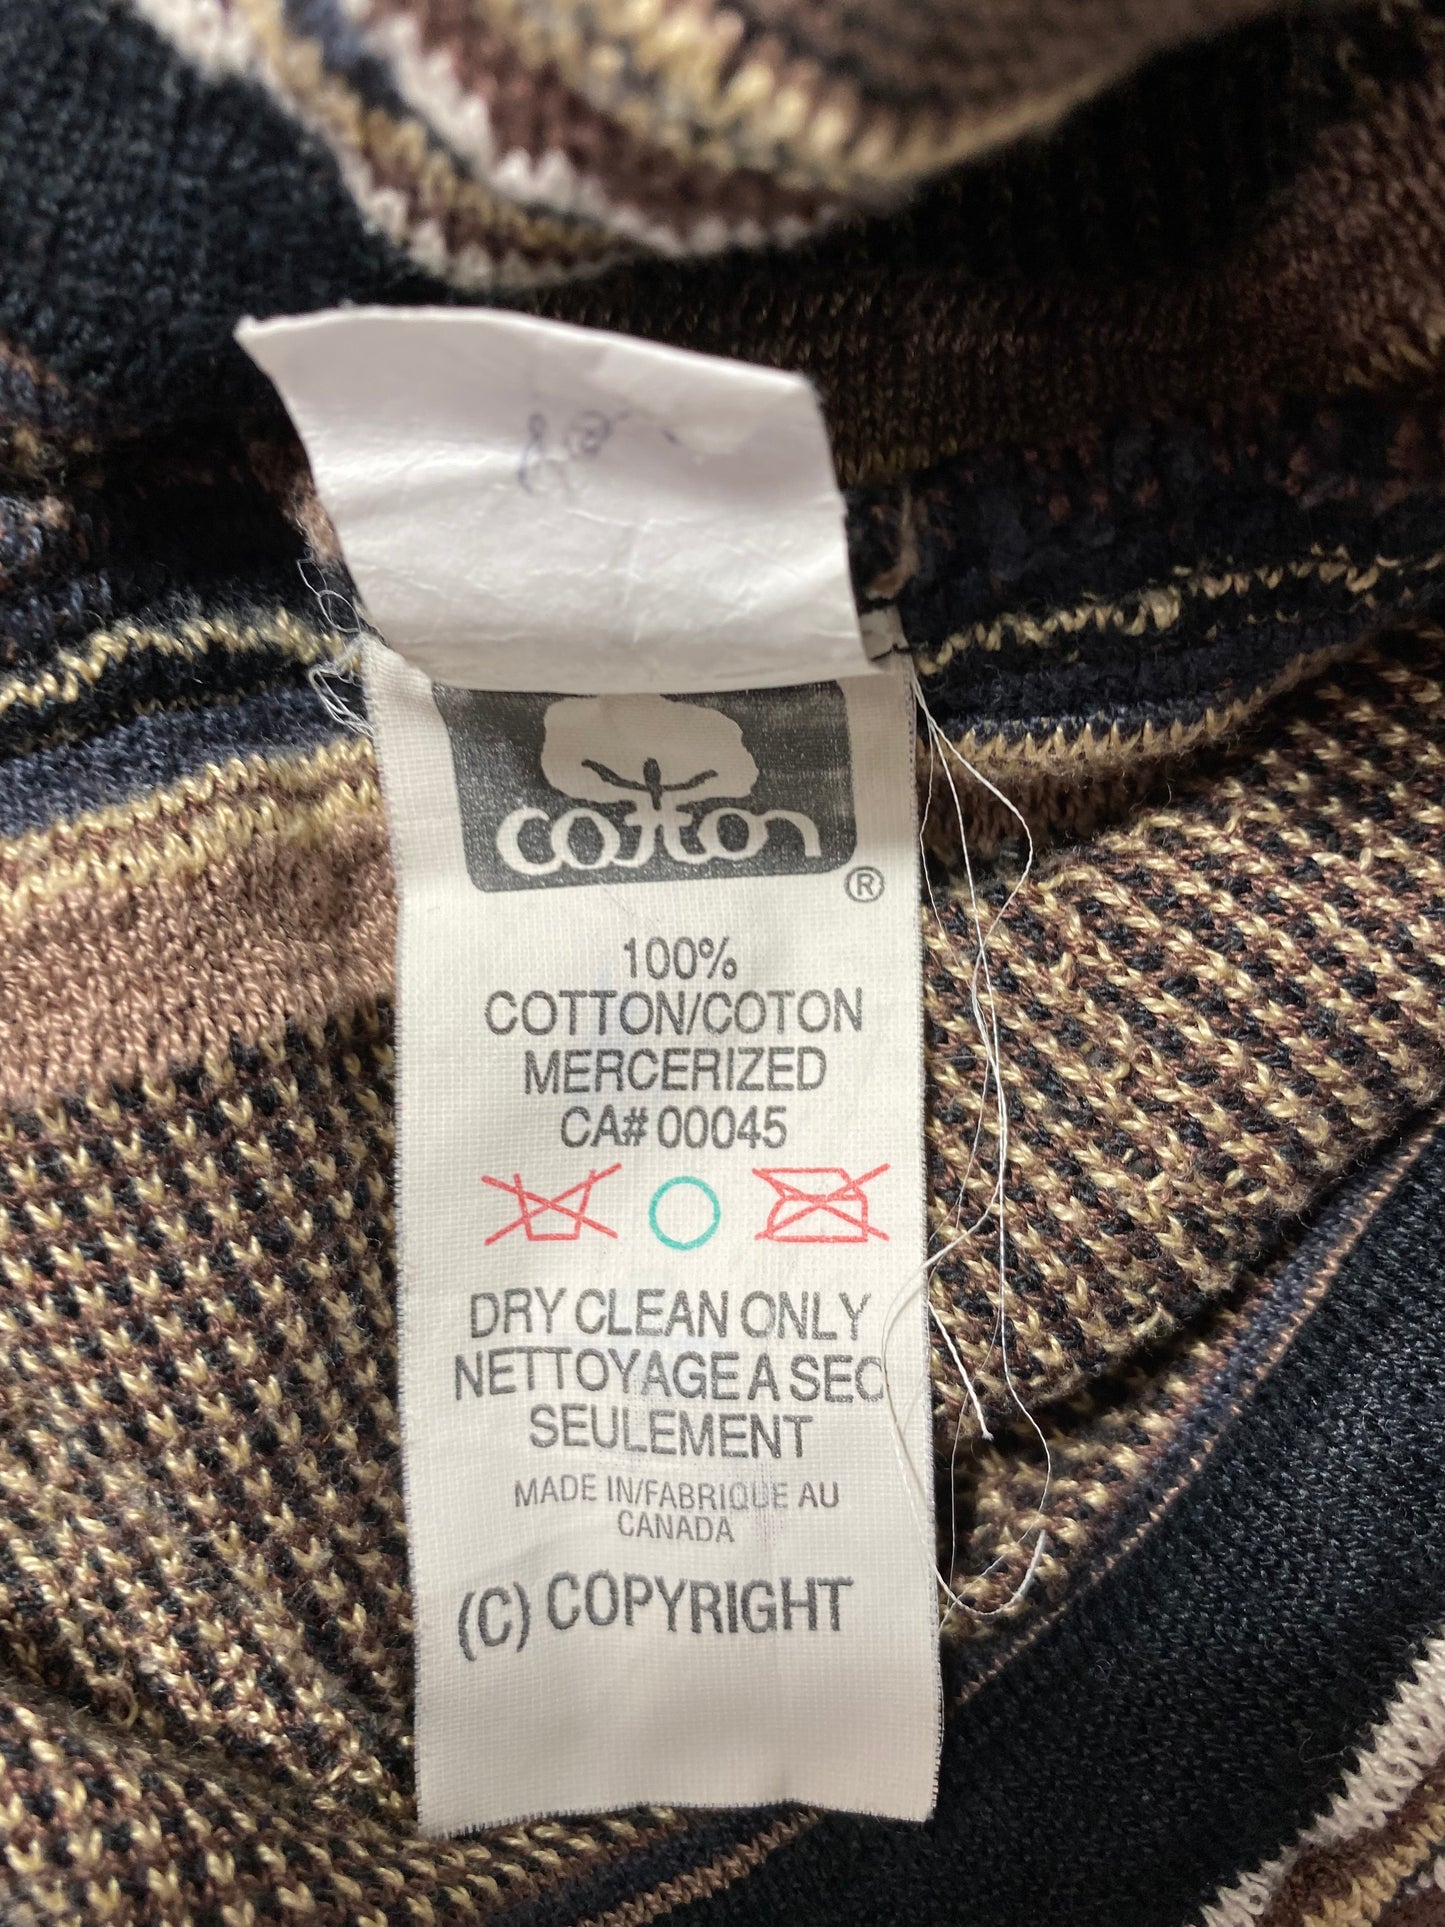 cotton
®
100%
COTTON/COTON
MERCERIZED
CA# 00045
DRY CLEAN ONLY
NETTOYAGE A SEC
SEULEMENT
MADE IN/FABRIQUE AU
CANADA
(C) COPYRIGHT